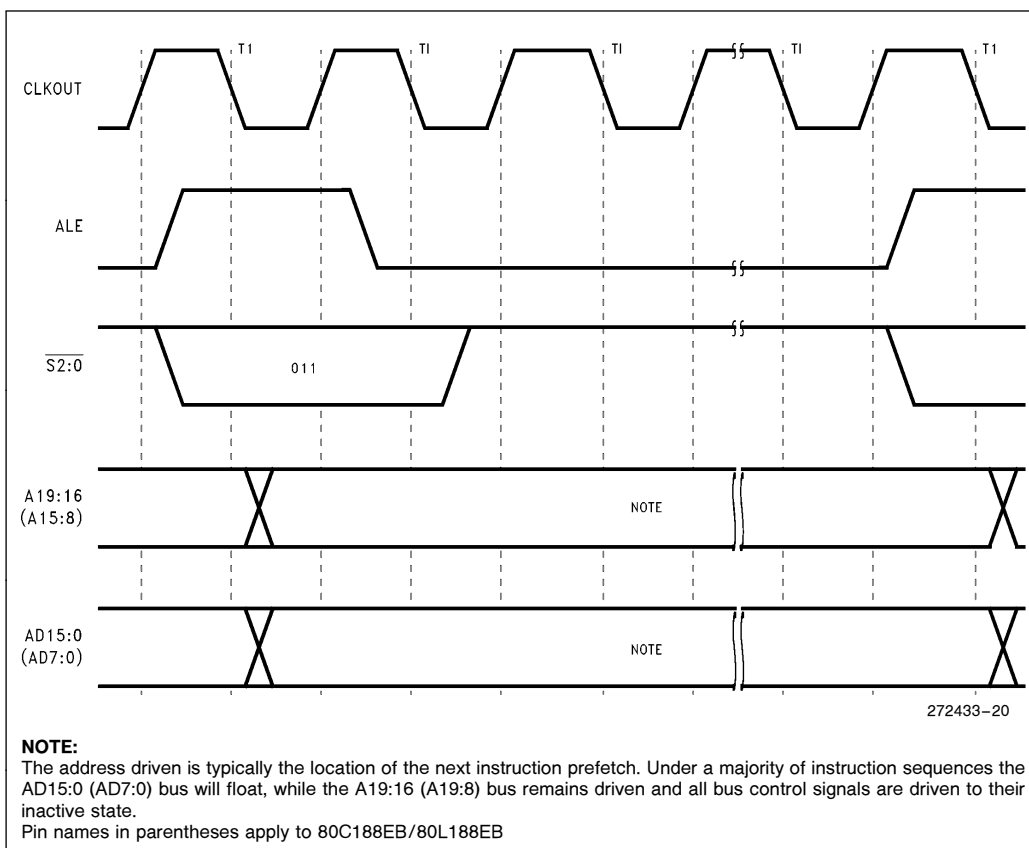 T1 TI TI TI T1
CLKOUT
ALE
S2:0
011
A19:16
(A15:8)
NOTE
AD15:0
(AD7:0)
NOTE
272433–20
NOTE:
The address driven is typically the location of the next instruction prefetch. Under a majority of instruction sequences the
AD15:0 (AD7:0) bus will float, while the A19:16 (A19:8) bus remains driven and all bus control signals are driven to their
inactive state.
Pin names in parentheses apply to 80C188EB/80L188EB